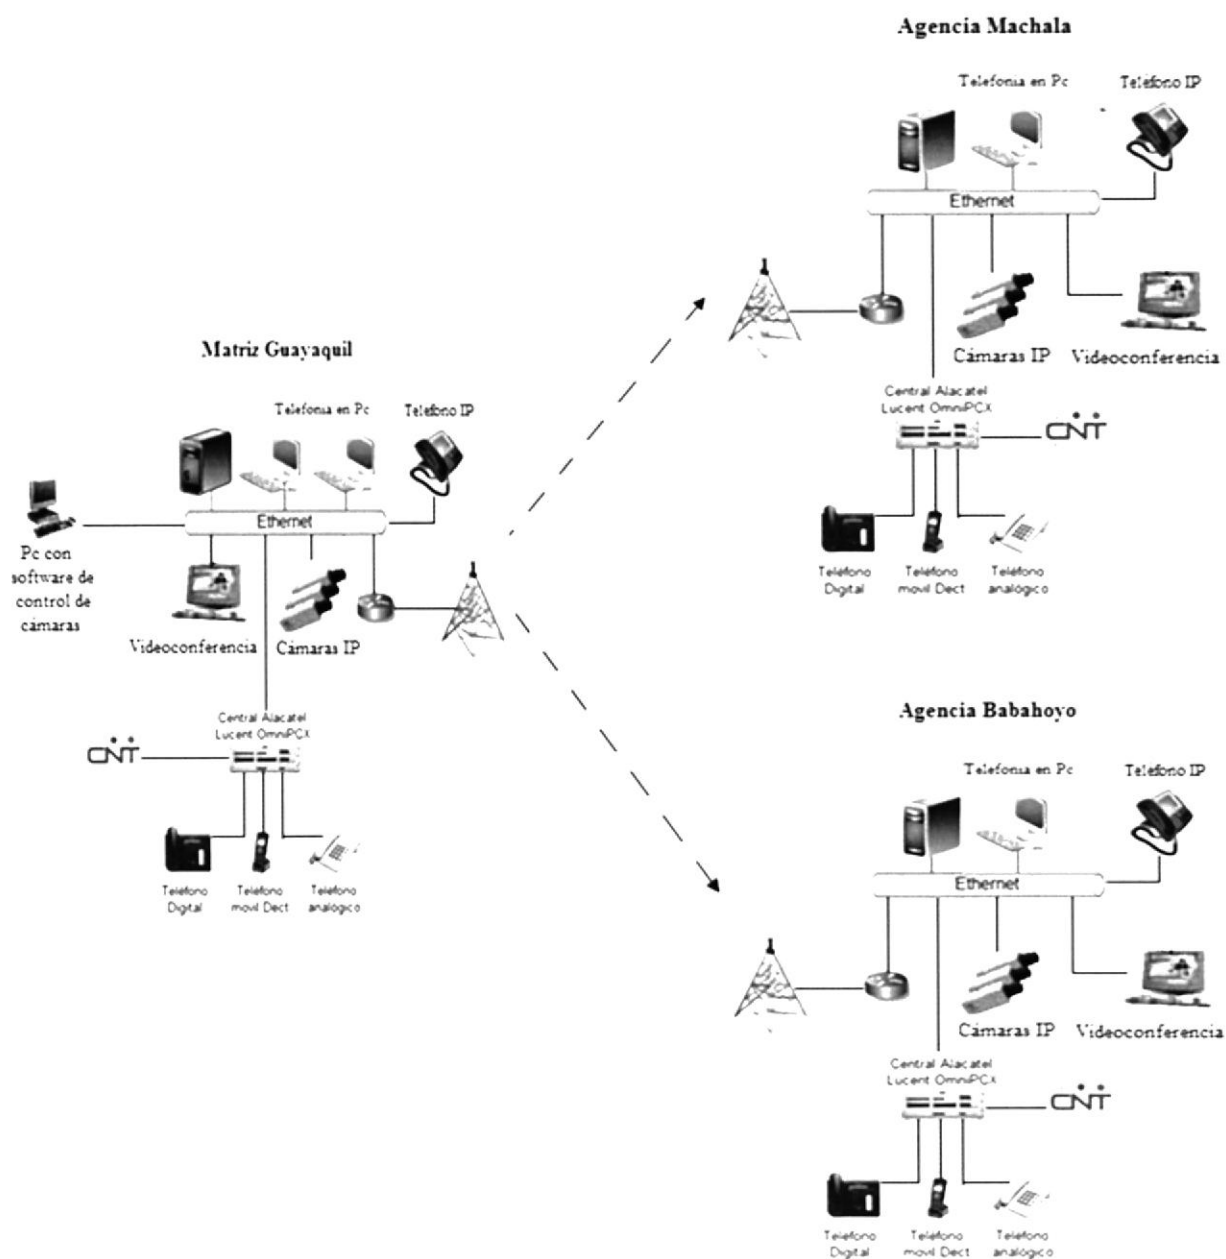 Agencia Machala
Telefonia en Pc
Teléfono IP
Ethernet
Cámaras IP
Videoconferencia
Central Alacatel
Lucent OmniPCX
CNT
Teléfono
Digital
Teléfono
movil Dect
Teléfono
analógico
Matriz Guayaquil
Telefonia en Pc
Teléfono IP
Ethernet
Pc con
software de
control de
cámaras
Videoconferencia
Cámaras IP
Central Alacatel
Lucent OmniPCX
CNT
Teléfono
Digital
Teléfono
movil Dect
Teléfono
analógico
Agencia Babahoyo
Telefonia en Pc
Teléfono IP
Ethernet
Cámaras IP
Videoconferencia
Central Alacatel
Lucent OmniPCX
CNT
Teléfono
Digital
Teléfono
movil Dect
Teléfono
analógico